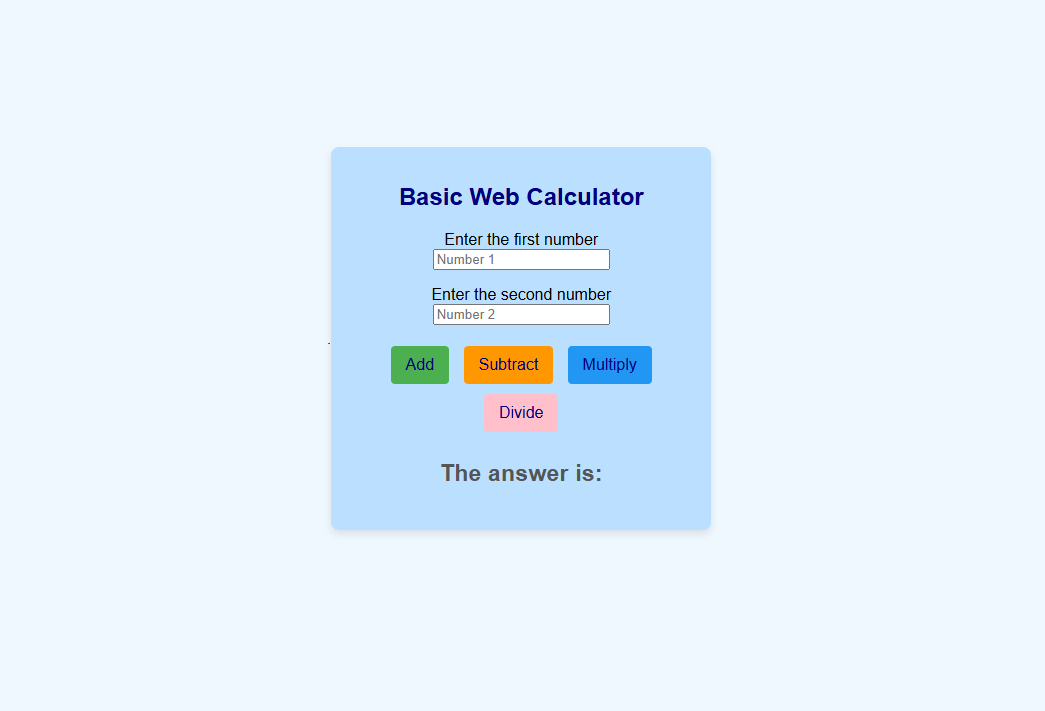 Basic Web Calculator
Enter the first number
Number 1
Enter the second number
Number 2
Add Subtract Multiply
Divide
The answer is: